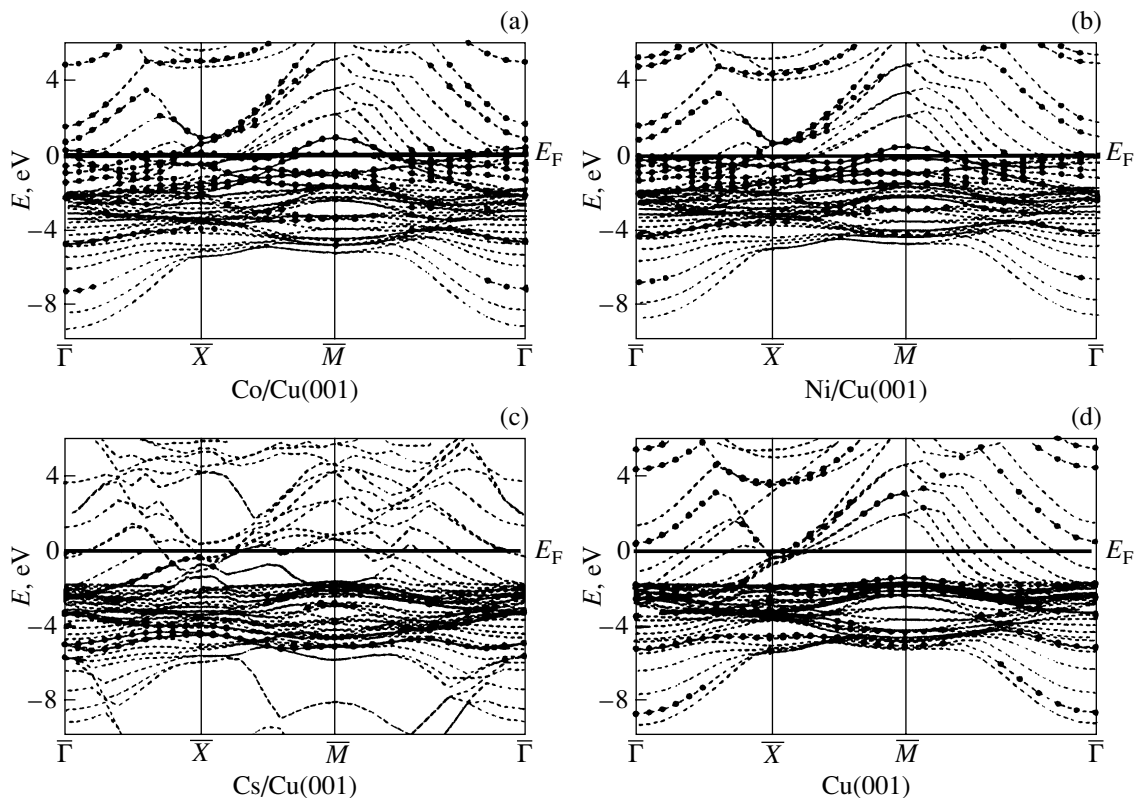 (a)
(b)
E, eV
4
0
−4
−8
E_F
Γ̅
X̅
M̅
Γ̅
Co/Cu(001)
E, eV
4
0
−4
−8
E_F
Γ̅
X̅
M̅
Γ̅
Ni/Cu(001)
(c)
(d)
E, eV
4
0
−4
−8
E_F
Γ̅
X̅
M̅
Γ̅
Cs/Cu(001)
E, eV
4
0
−4
−8
E_F
Γ̅
X̅
M̅
Γ̅
Cu(001)